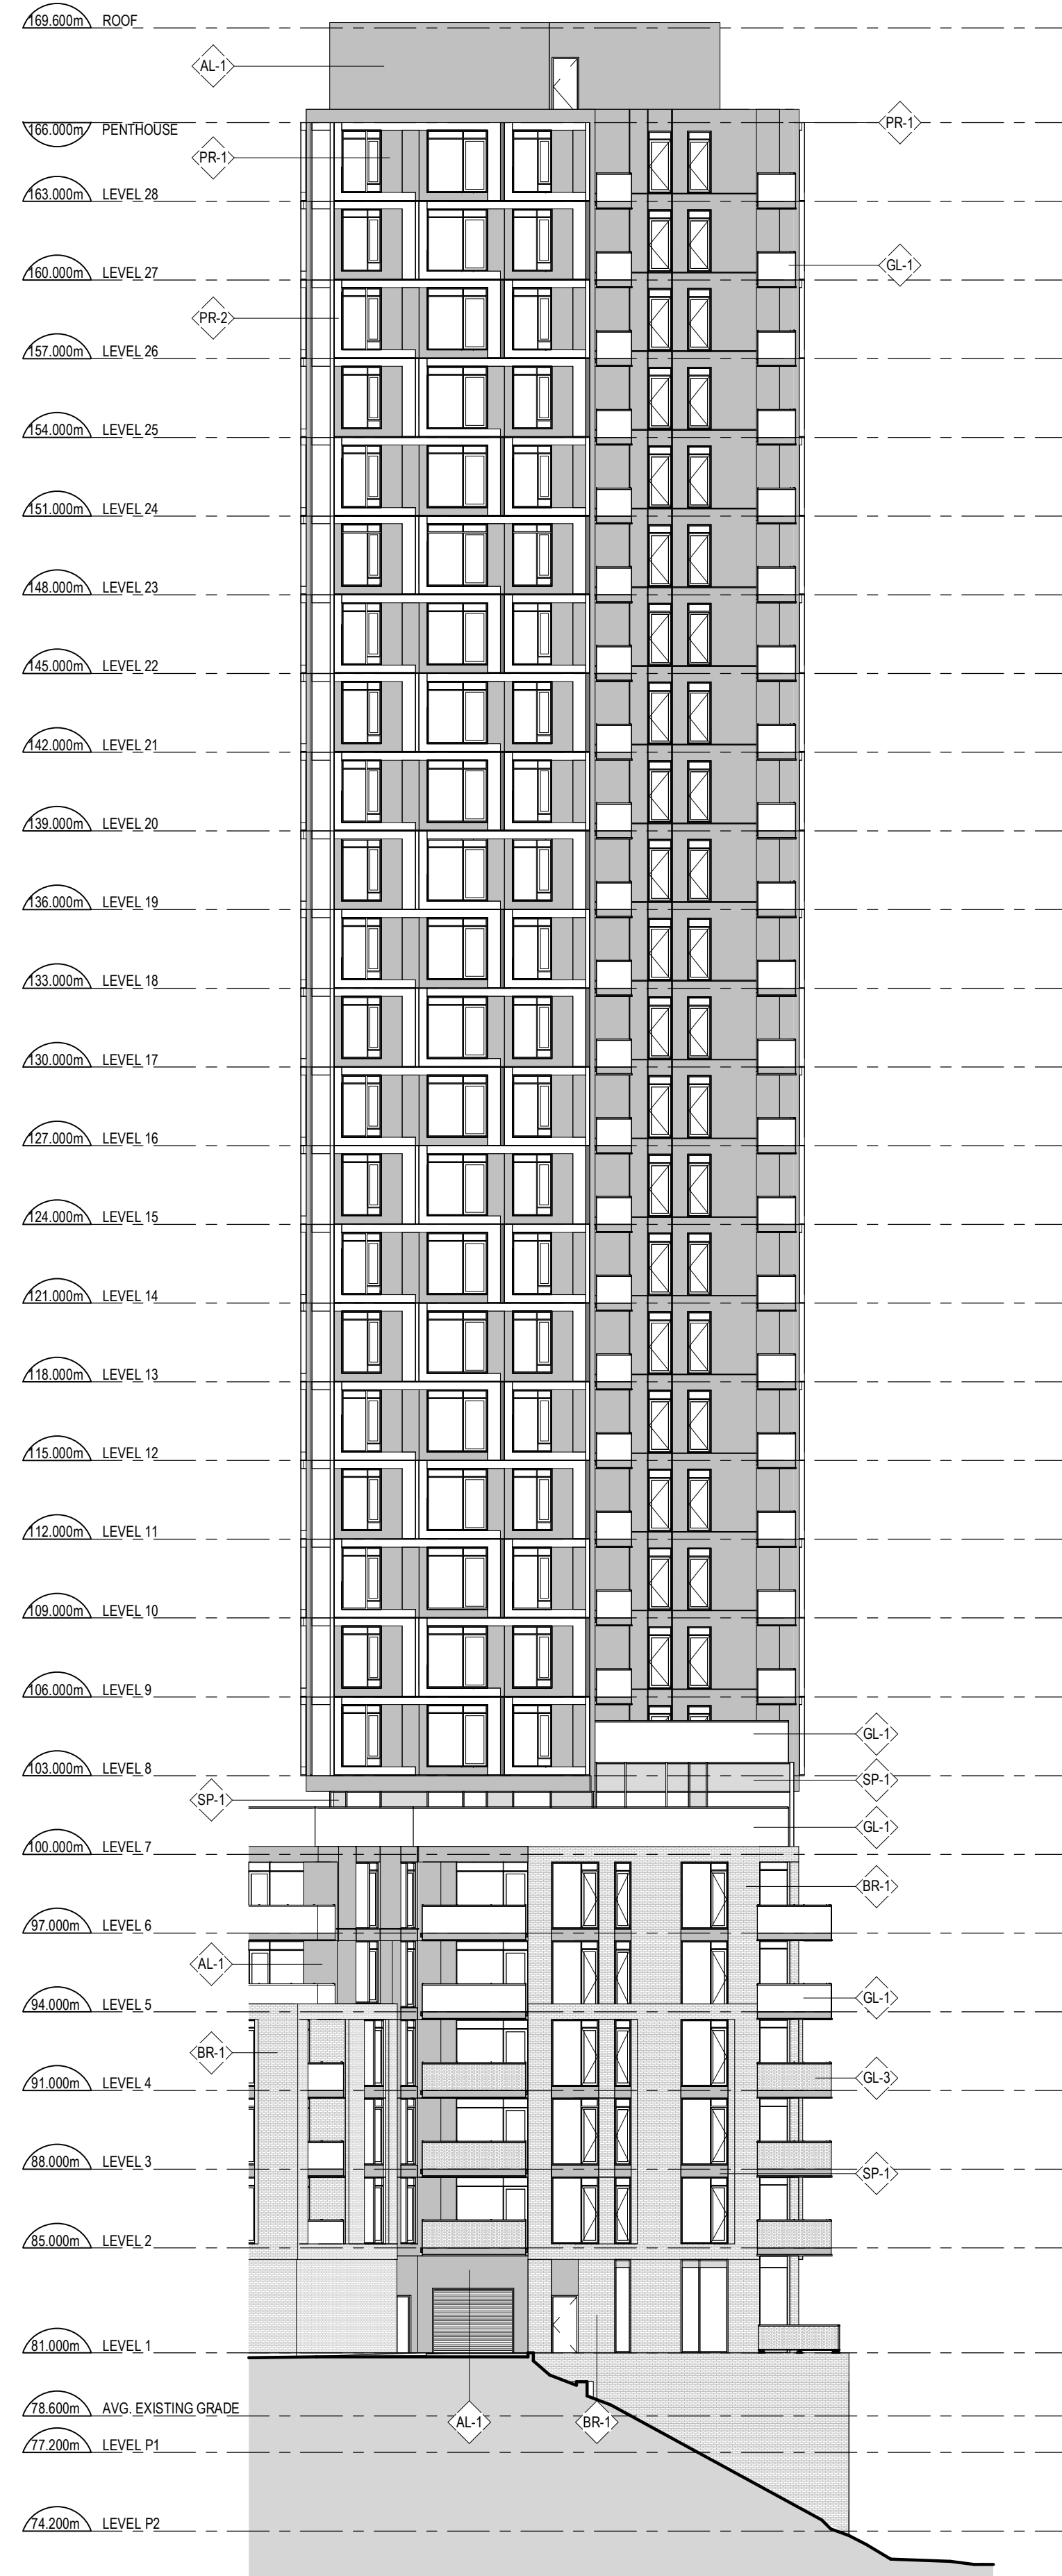 169.600m ROOF
AL-1
166.000m PENTHOUSE
PR-1
PR-1
163.000m LEVEL 28
160.000m LEVEL 27
GL-1
PR-2
157.000m LEVEL 26
154.000m LEVEL 25
151.000m LEVEL 24
148.000m LEVEL 23
145.000m LEVEL 22
142.000m LEVEL 21
139.000m LEVEL 20
136.000m LEVEL 19
133.000m LEVEL 18
130.000m LEVEL 17
127.000m LEVEL 16
124.000m LEVEL 15
121.000m LEVEL 14
118.000m LEVEL 13
115.000m LEVEL 12
112.000m LEVEL 11
109.000m LEVEL 10
106.000m LEVEL 9
GL-1
103.000m LEVEL 8
SP-1
SP-1
GL-1
100.000m LEVEL 7
BR-1
97.000m LEVEL 6
AL-1
94.000m LEVEL 5
GL-1
BR-1
91.000m LEVEL 4
GL-3
88.000m LEVEL 3
SP-1
85.000m LEVEL 2
81.000m LEVEL 1
78.600m AVG. EXISTING GRADE
AL-1
BR-1
77.200m LEVEL P1
74.200m LEVEL P2